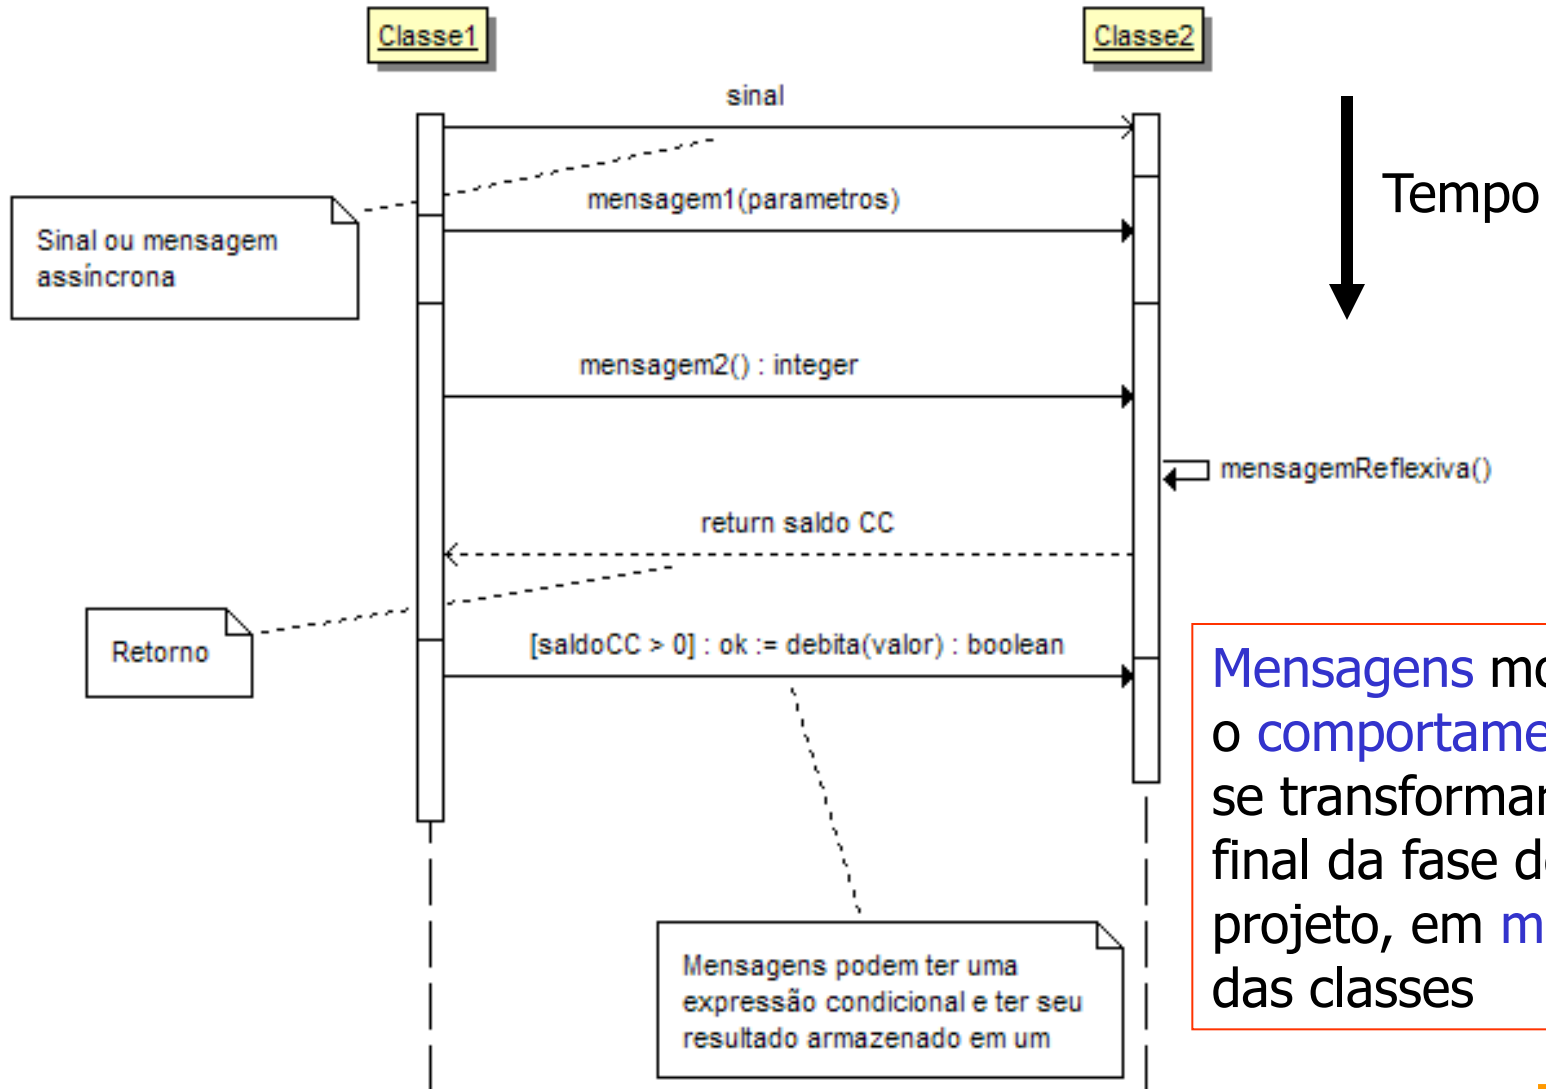 Classe1
Classe2
sinal
Tempo
mensagem1(parametros)
Sinal ou mensagem
assíncrona
mensagem2() : integer
mensagemReflexiva()
return saldo CC
Retorno
[saldoCC > 0] : ok := debita(valor) : boolean
Mensagens
o
se
final da fase
projeto, em
das classes
Mensagens podem ter uma
expressão condicional e ter seu
resultado armazenado em um